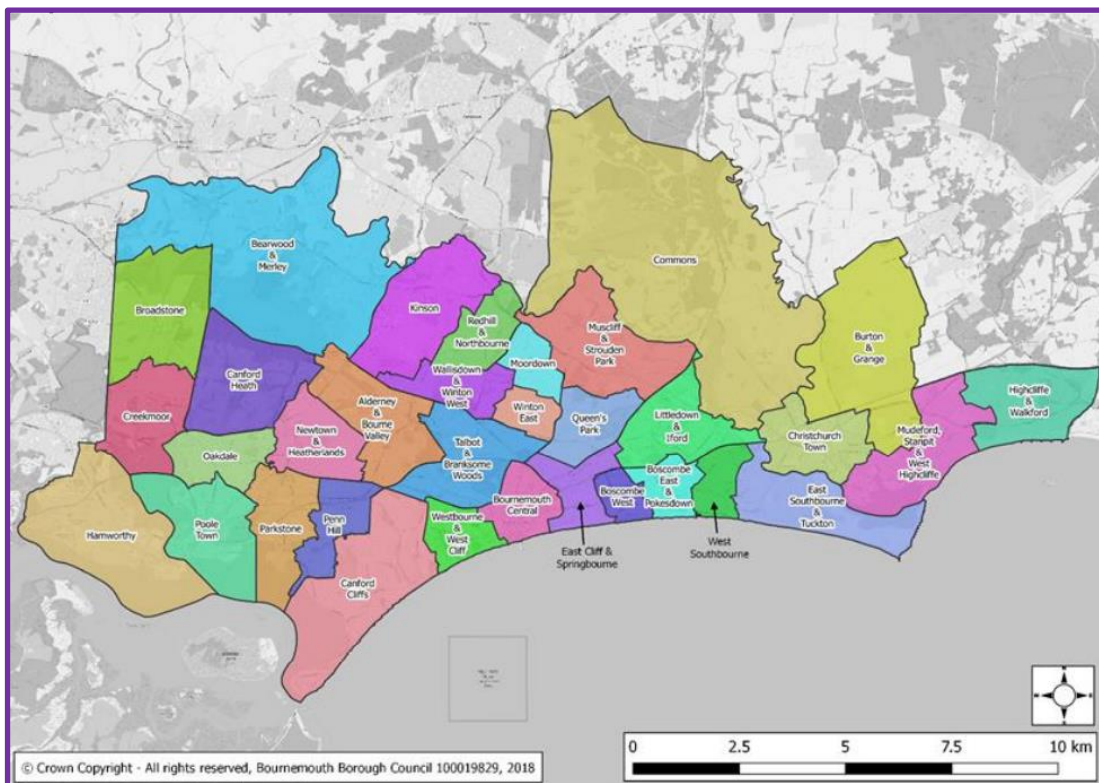 Bearwood
&
Merley
Commons
Broadstone
Kinson
Redhill
&
Northbourne
Muscliff
&
Strouden
Park
Burton
&
Grange
Canford
Heath
Moordown
Wallisdown
&
Winton
West
Highcliffe
&
Walkford
Creekmoor
Alderney
&
Bourne
Valley
Winton
East
Queen's
Park
Littledown
&
Iford
Mudeford,
Stanpit
&
West
Highcliffe
Newtown
&
Heatherlands
Christchurch
Town
Oakdale
Talbot
&
Branksome
Woods
Boscombe
East
&
Pokesdown
Hamworthy
Poole
Town
Parkstone
Penn
Hill
Westbourne
&
West
Cliff
Bournemouth
Central
Boscombe
West
East
Southbourne
&
Tuckton
East Cliff &
Springbourne
West
Southbourne
Canford
Cliffs
0 2.5 5 7.5 10 km
© Crown Copyright - All rights reserved, Bournemouth Borough Council 100019829, 2018